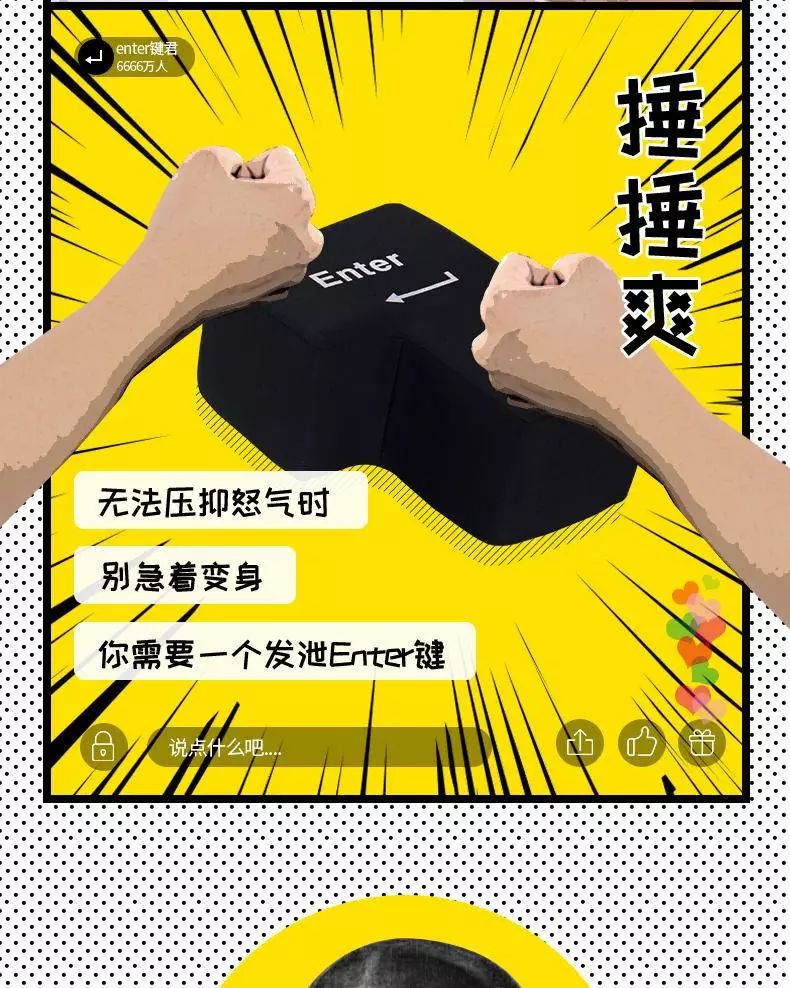 enter键君
6666万人
捶捶爽
Enter
无法压抑怒气时
别急着变身
你需要一个发泄Enter键
说点什么吧....